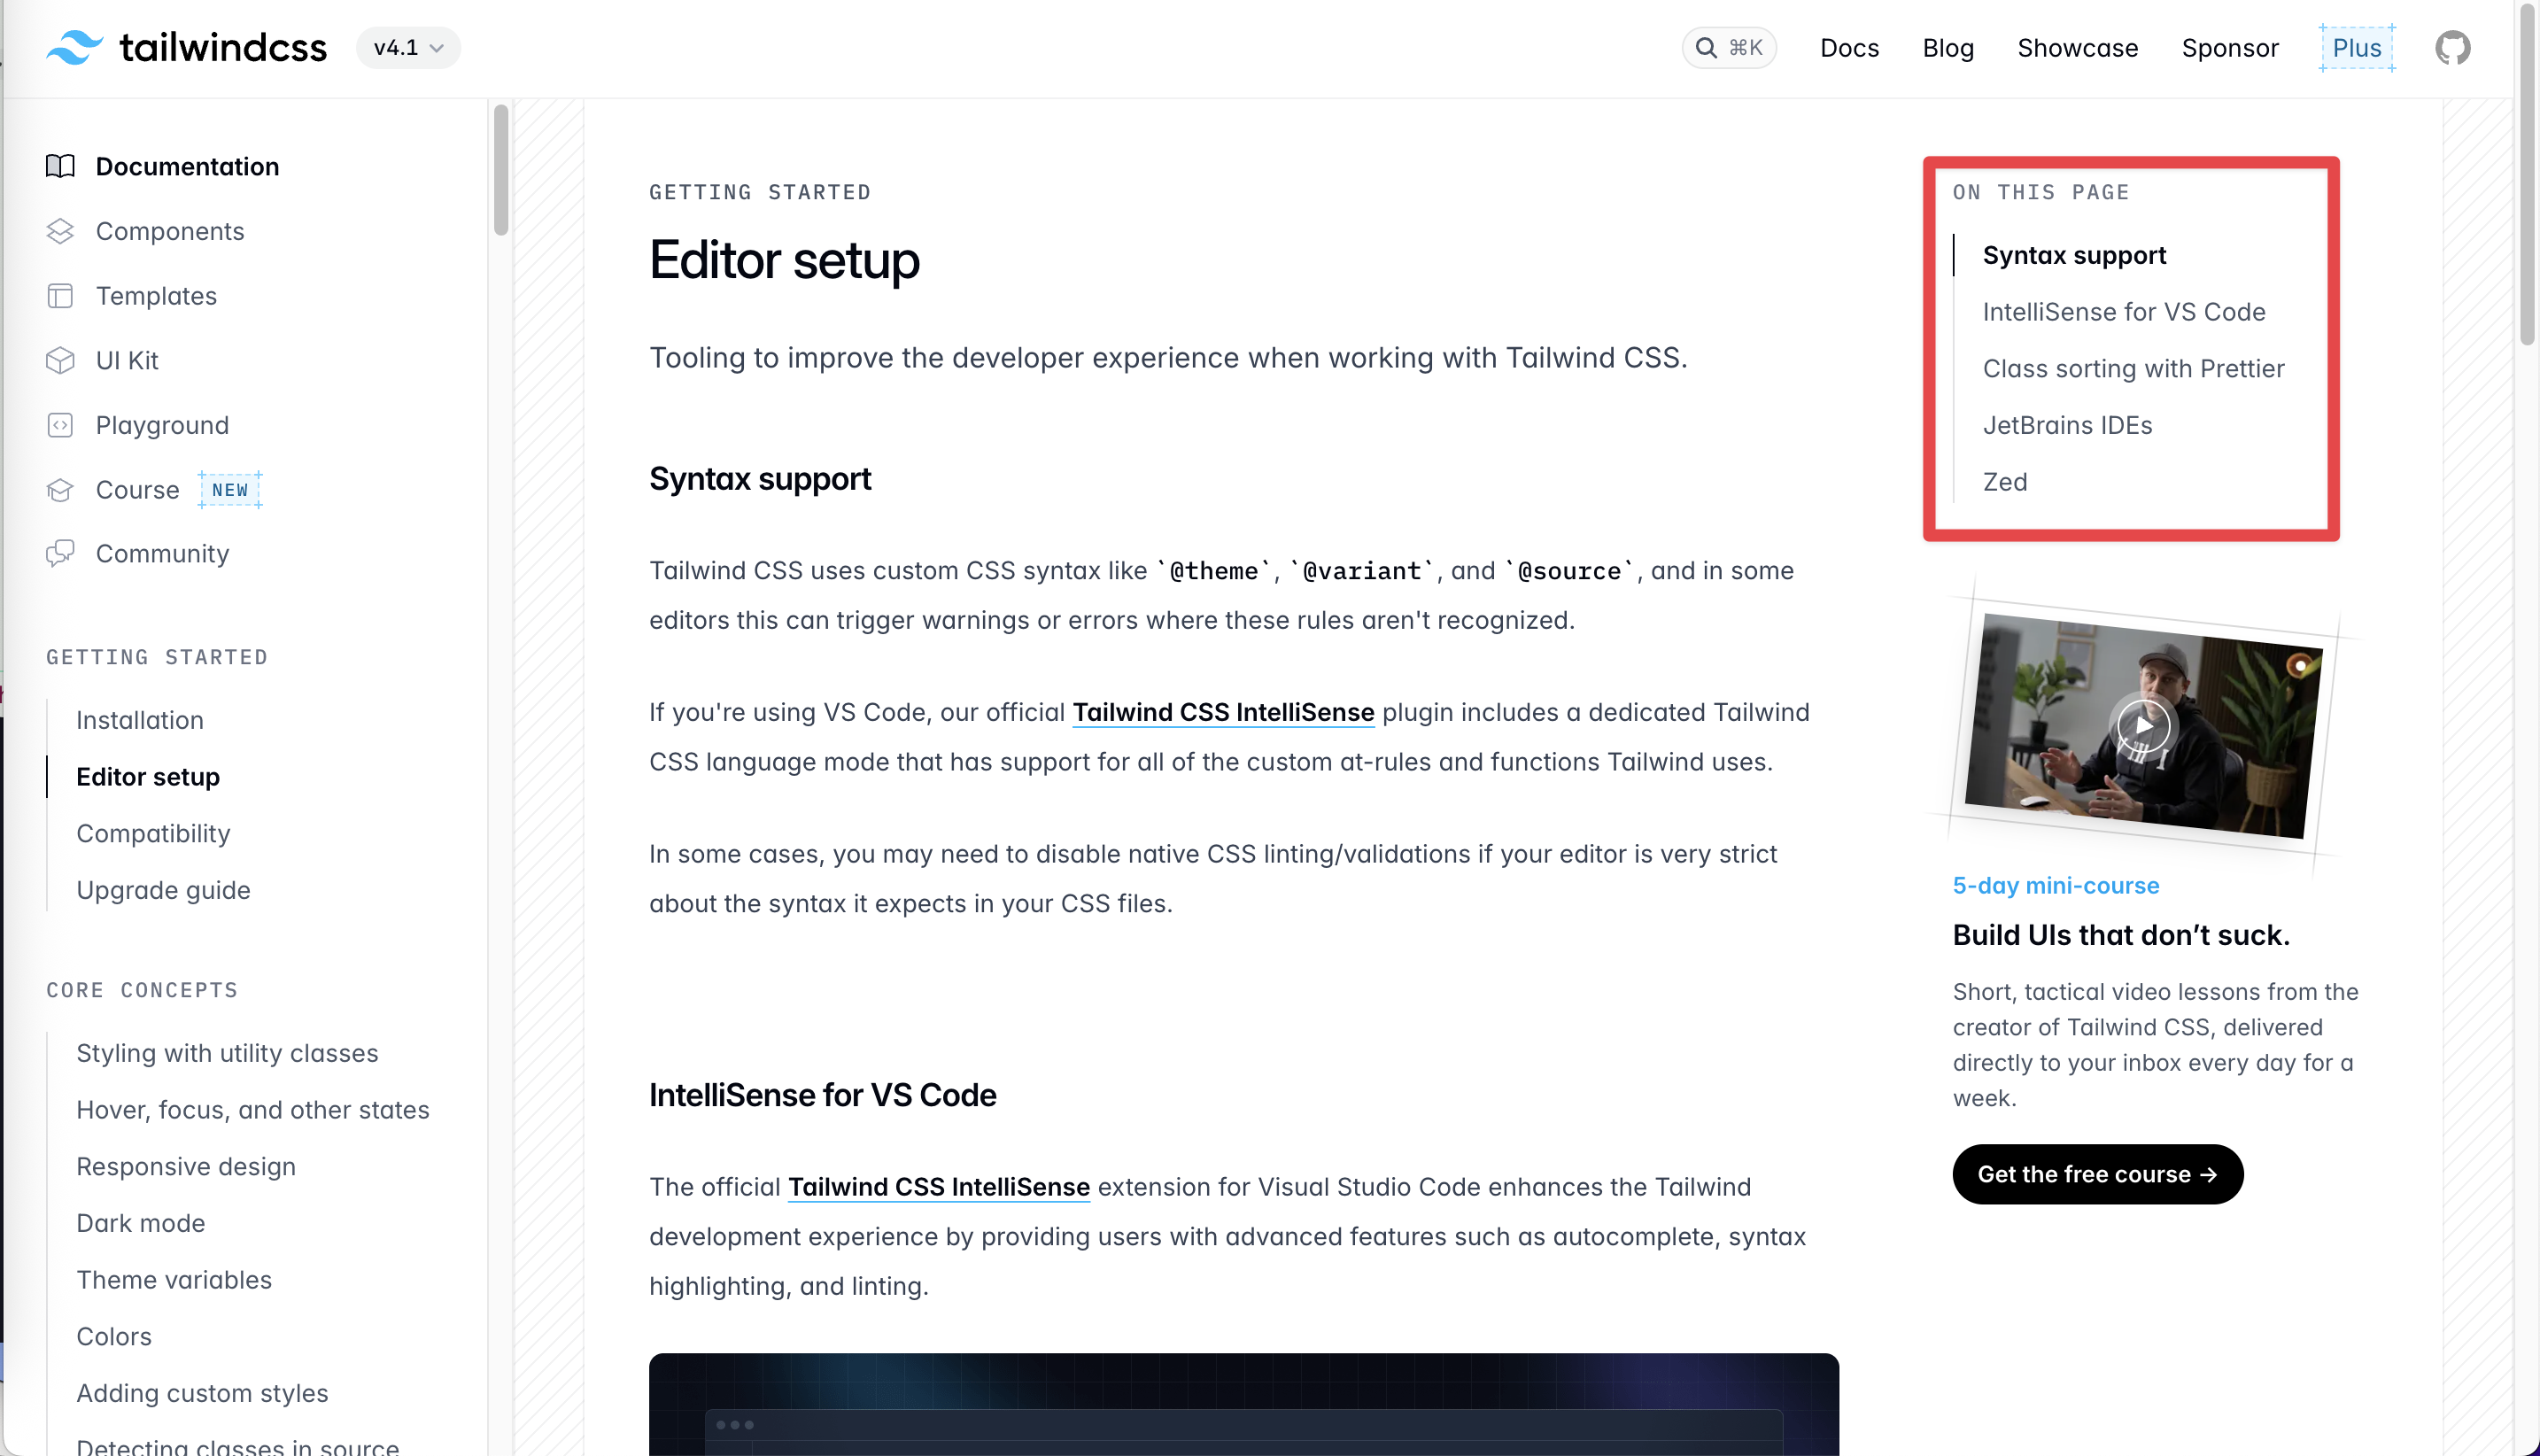 tailwindcss
v4.1
⌘K
Docs
Blog
Showcase
Sponsor
Plus
Documentation
Components
Templates
UI Kit
Playground
Course NEW
Community
GETTING STARTED
Installation
Editor setup
Compatibility
Upgrade guide
CORE CONCEPTS
Styling with utility classes
Hover, focus, and other states
Responsive design
Dark mode
Theme variables
Colors
Adding custom styles
Detecting classes in source
GETTING STARTED
Editor setup
Tooling to improve the developer experience when working with Tailwind CSS.
Syntax support
Tailwind CSS uses custom CSS syntax like `@theme`, `@variant`, and `@source`, and in some
editors this can trigger warnings or errors where these rules aren't recognized.
If you're using VS Code, our official Tailwind CSS IntelliSense plugin includes a dedicated Tailwind
CSS language mode that has support for all of the custom at-rules and functions Tailwind uses.
In some cases, you may need to disable native CSS linting/validations if your editor is very strict
about the syntax it expects in your CSS files.
IntelliSense for VS Code
The official Tailwind CSS IntelliSense extension for Visual Studio Code enhances the Tailwind
development experience by providing users with advanced features such as autocomplete, syntax
highlighting, and linting.
ON THIS PAGE
Syntax support
IntelliSense for VS Code
Class sorting with Prettier
JetBrains IDEs
Zed
5-day mini-course
Build UIs that don’t suck.
Short, tactical video lessons from the
creator of Tailwind CSS, delivered
directly to your inbox every day for a
week.
Get the free course →